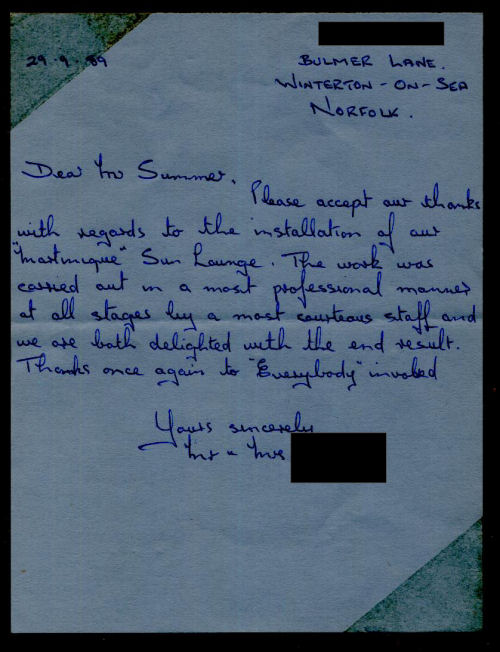 29.9.89
BULMER LANE.
WINTERTON-ON-SEA
NORFOLK.
Dear Mr Summer,
Please accept our thanks
with regards to the installation of our
"Martinique" Sun Lounge. The work was
carried out in a most professional manner
at all stages by a most courteous staff and
we are both delighted with the end result.
Thanks once again to "Everybody" involed
Yours sincerely
Mr & Mrs